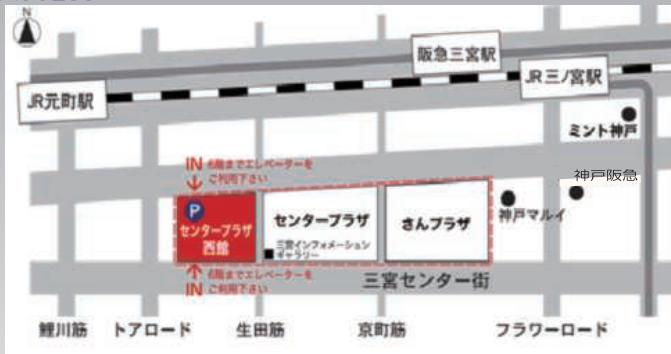 N
阪急三宮駅
JR三ノ宮駅
JR元町駅
ミント神戸
IN 6階までエレベーターを
ご利用下さい
神戸阪急
P
センタープラザ
西館
センタープラザ
三宮インフォメーション
ギャラリー
さんプラザ
神戸マルイ
6階までエレベーターを
IN ご利用下さい
三宮センター街
鯉川筋
トアロード
生田筋
京町筋
フラワーロード